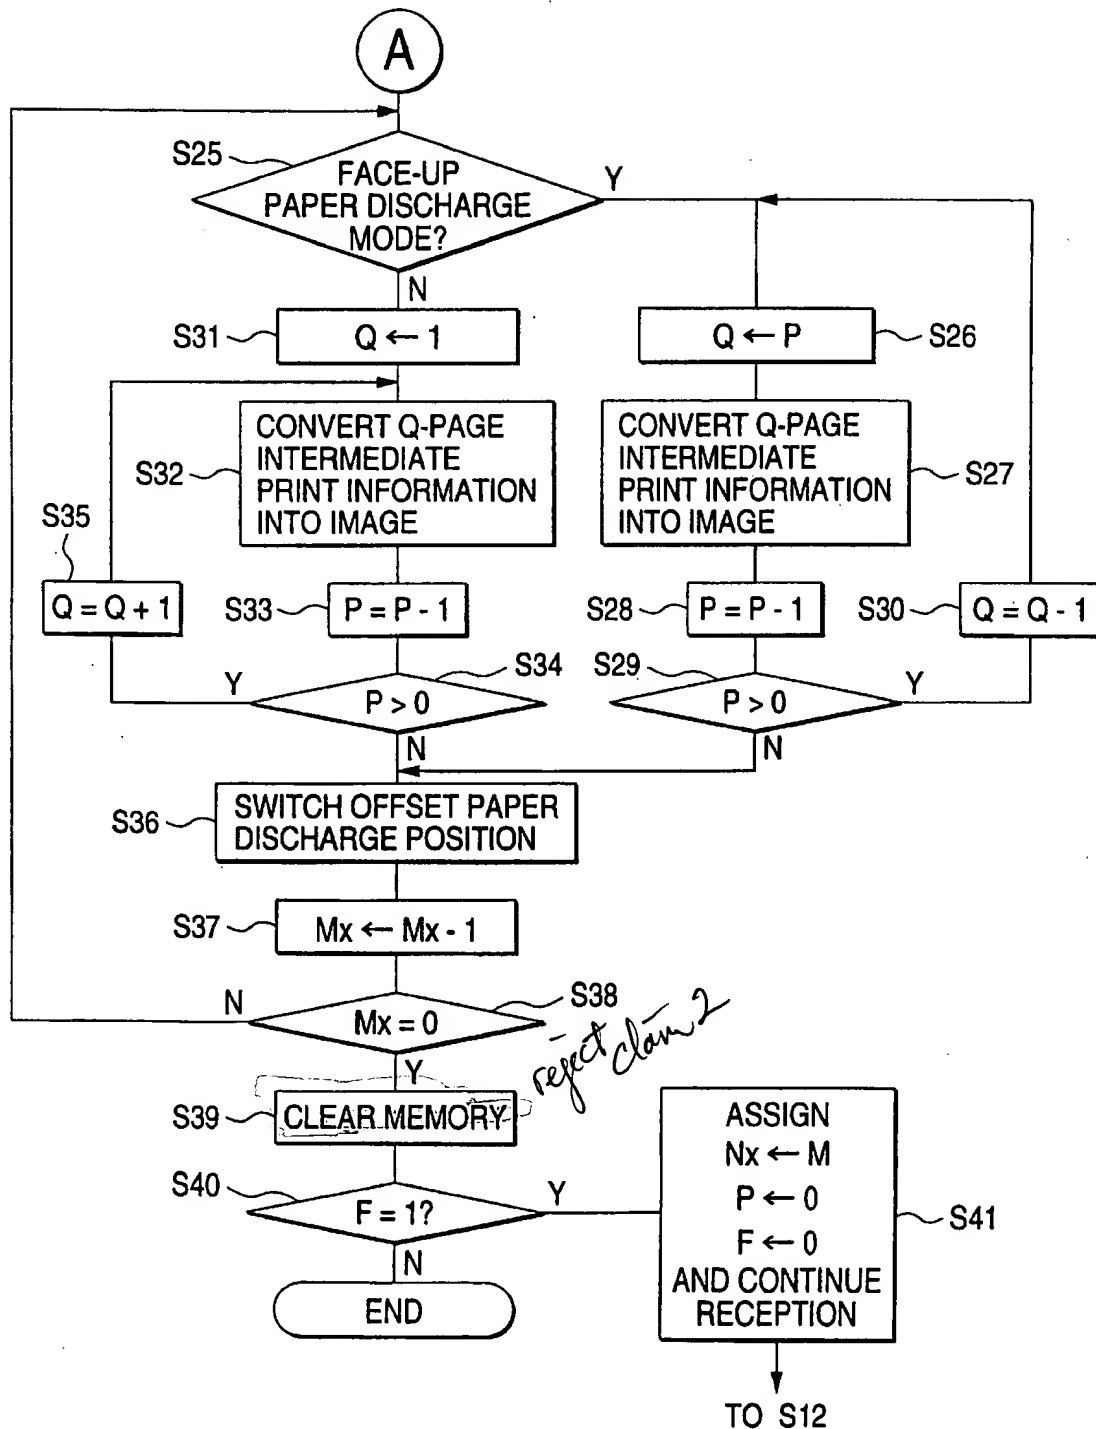 A
S25
FACE-UP
PAPER DISCHARGE
MODE?
Y
N
S31
Q ← 1
Q ← P
S26
S32
CONVERT Q-PAGE
INTERMEDIATE
PRINT INFORMATION
INTO IMAGE
CONVERT Q-PAGE
INTERMEDIATE
PRINT INFORMATION
INTO IMAGE
S27
S35
Q = Q + 1
S33
P = P - 1
S28
P = P - 1
S30
Q = Q - 1
S34
Y
P > 0
N
S29
P > 0
Y
N
S36
SWITCH OFFSET PAPER
DISCHARGE POSITION
S37
Mx ← Mx - 1
N
Mx = 0
S38
Y
reject
claim 2
S39
CLEAR MEMORY
S40
F = 1?
Y
N
END
ASSIGN
Nx ← M
P ← 0
F ← 0
AND CONTINUE
RECEPTION
S41
TO S12